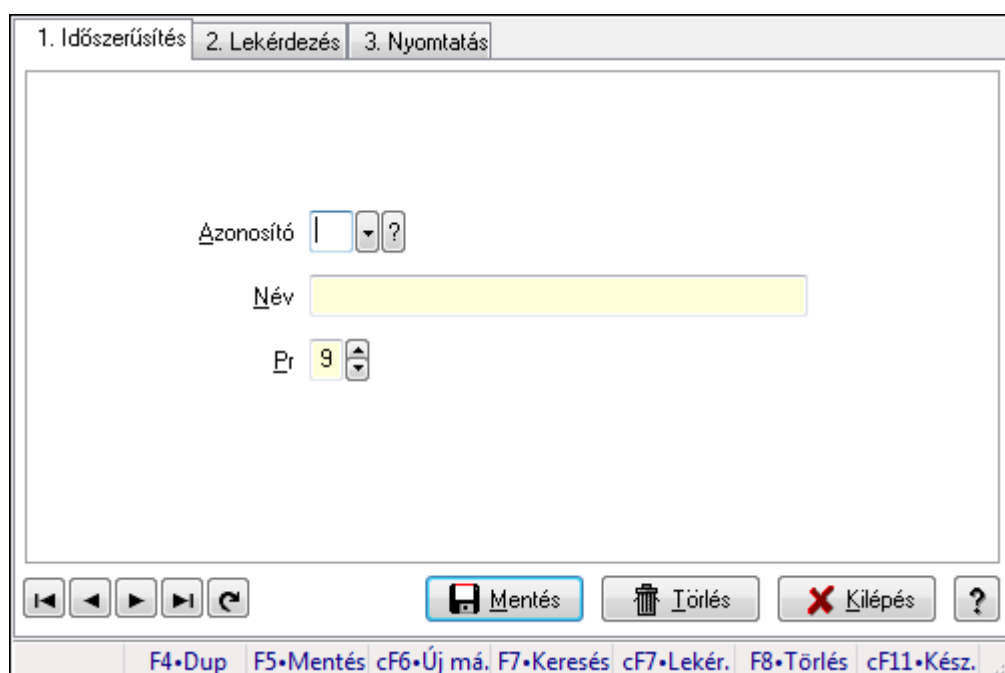 1. Időszerűsítés 2. Lekérdezés 3. Nyomtatás
Azonosító ?
Név
Pr 9
Mentés Törlés Kilépés ?
F4•Dup F5•Mentés cF6•Új má. F7•Keresés cF7•Lekér. F8•Törlés cF11•Kész.